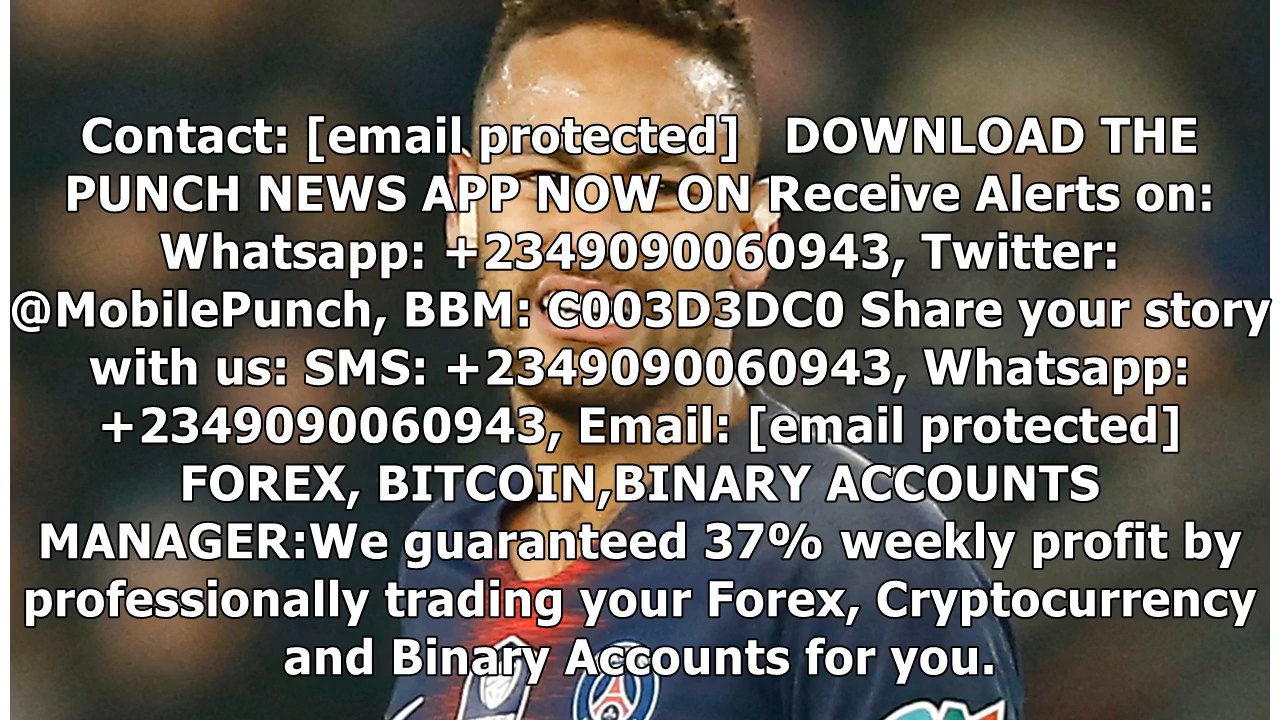 Contact: [email protected]   DOWNLOAD THE
PUNCH NEWS APP NOW ON Receive Alerts on:
Whatsapp: +2349090060943, Twitter:
@MobilePunch, BBM: C003D3DC0 Share your story
with us: SMS: +2349090060943, Whatsapp:
+2349090060943, Email: [email protected]
FOREX, BITCOIN,BINARY ACCOUNTS
MANAGER:We guaranteed 37% weekly profit by
professionally trading your Forex, Cryptocurrency
and Binary Accounts for you.